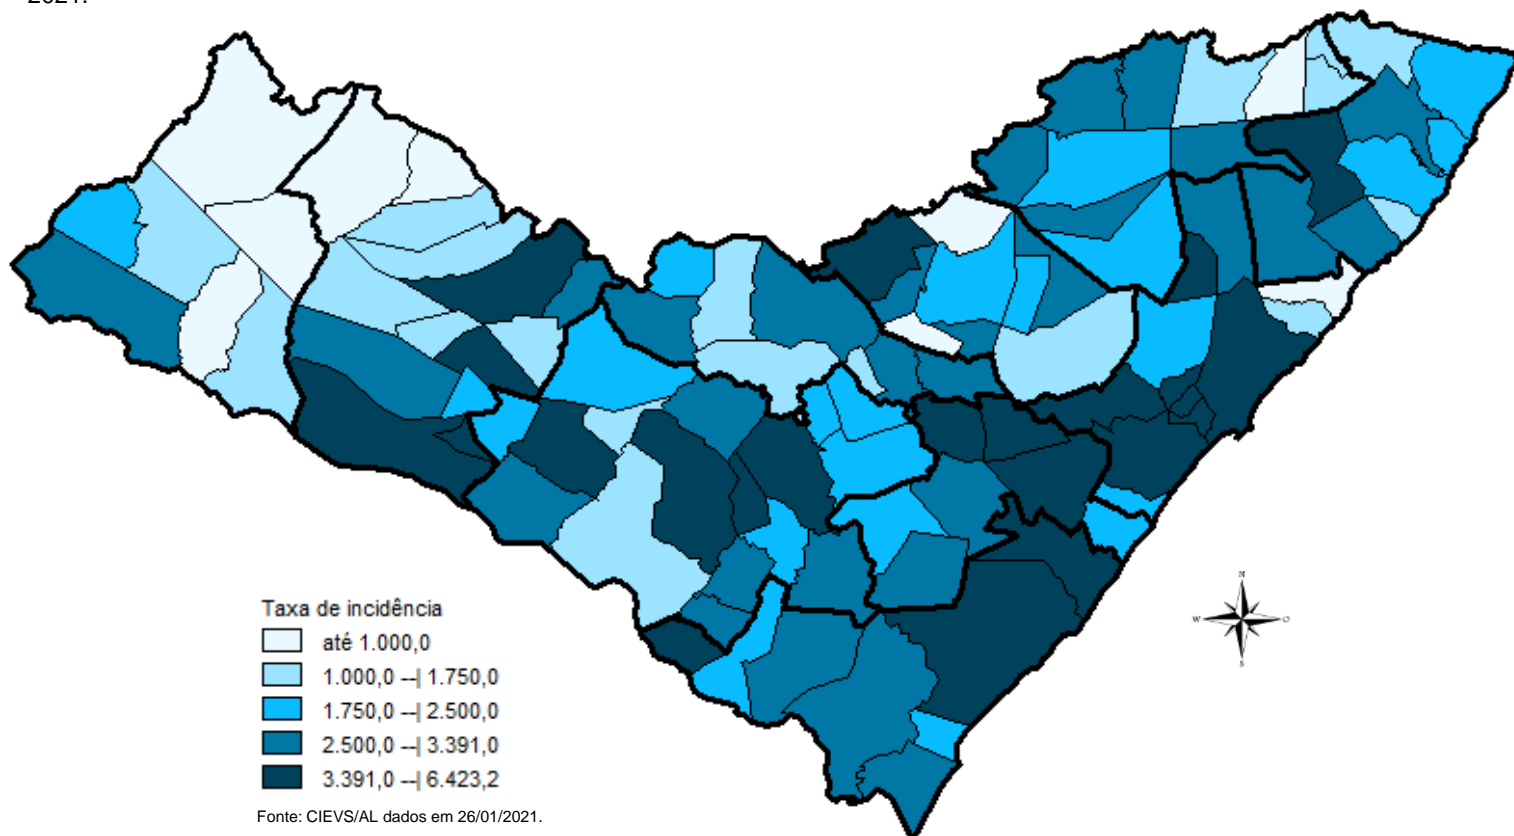 2021.
N
W
O
S
Taxa de incidência
até 1.000,0
1.000,0 --| 1.750,0
1.750,0 --| 2.500,0
2.500,0 --| 3.391,0
3.391,0 --| 6.423,2
Fonte: CIEVS/AL dados em 26/01/2021.